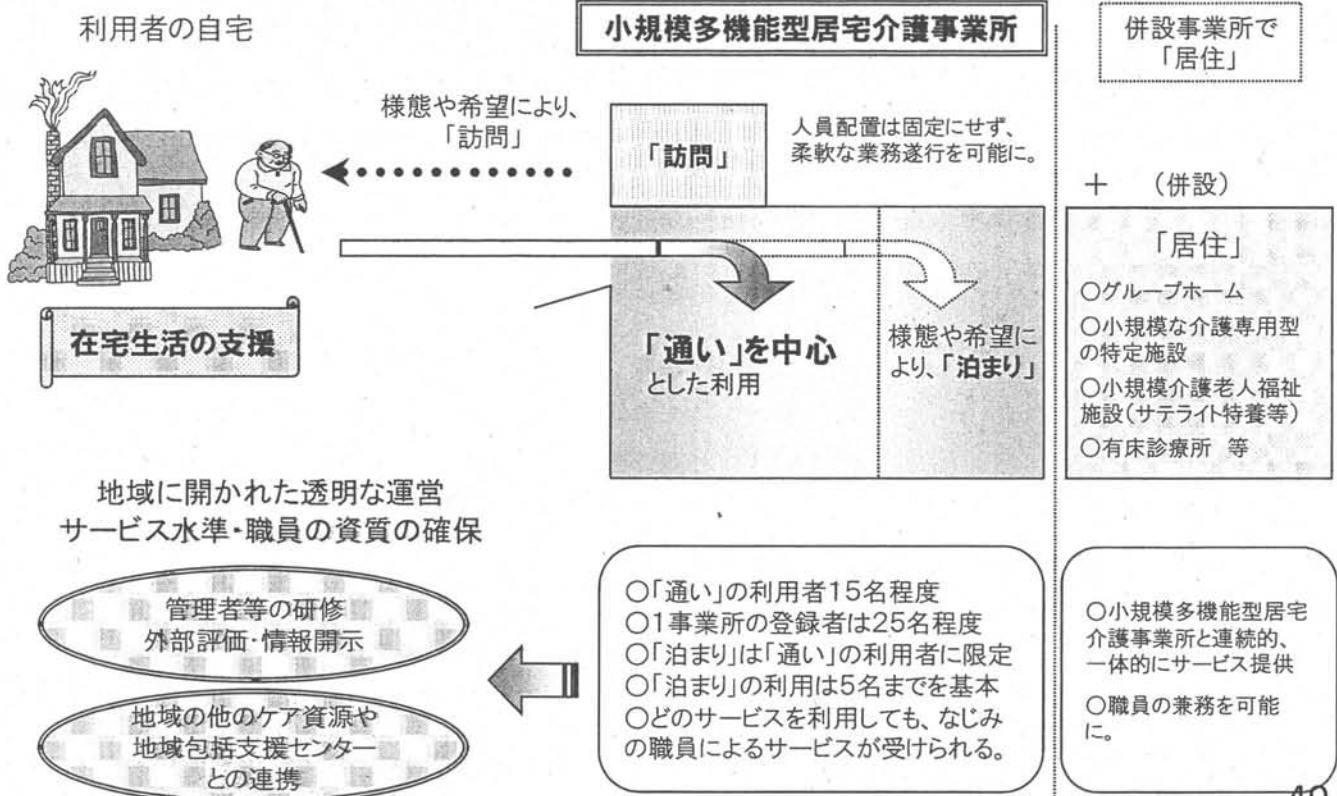 利用者の自宅
小規模多機能型居宅介護事業所
併設事業所で
「居住」
様態や希望により、
「訪問」
「訪問」
人員配置は固定にせず、
柔軟な業務遂行を可能に。
+ (併設)
「居住」
○グループホーム
○小規模な介護専用型
の特定施設
○小規模介護老人福祉
施設(サテライト特養等)
○有床診療所 等
在宅生活の支援
「通い」を中心
とした利用
様態や希望に
より、「泊まり」
地域に開かれた透明な運営
サービス水準・職員の資質の確保
管理者等の研修
外部評価・情報開示
地域の他のケア資源や
地域包括支援センター
との連携
○「通い」の利用者15名程度
○1事業所の登録者は25名程度
○「泊まり」は「通い」の利用者に限定
○「泊まり」の利用は5名までを基本
○どのサービスを利用しても、なじみ
の職員によるサービスが受けられる。
○小規模多機能型居宅
介護事業所と連続的、
一体的にサービス提供
○職員の兼務を可能
に。